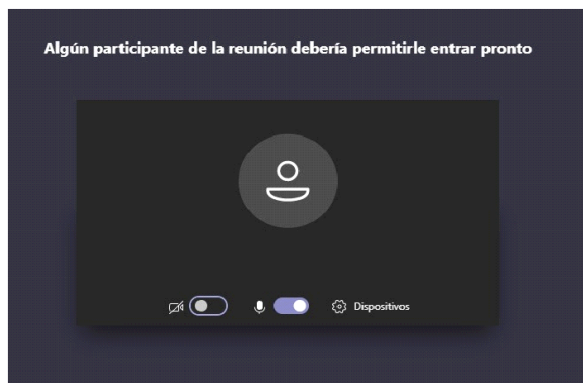 Algún participante de la reunión debería permitirle entrar pronto
Dispositivos